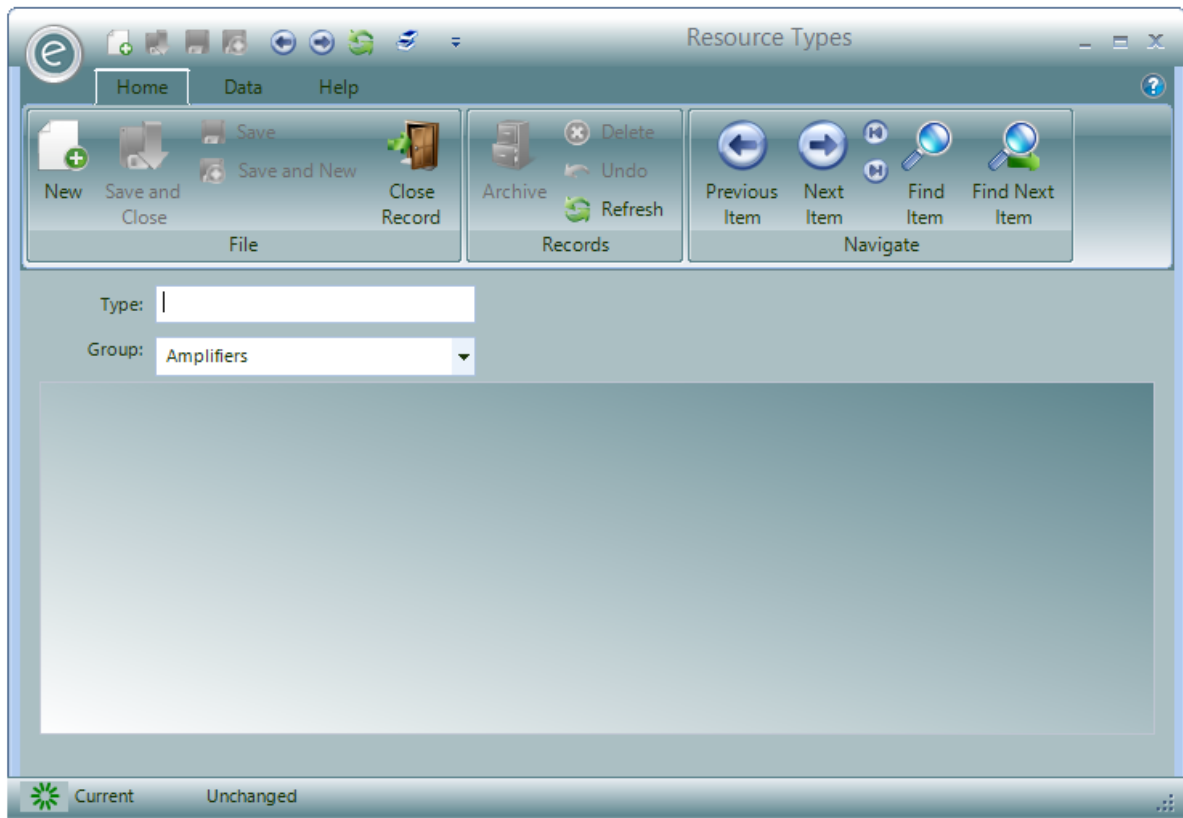 e
Resource Types
Home Data Help
New
Save and
Close
Save
Save and New
Close
Record
File
Archive
Delete
Undo
Refresh
Records
Previous
Item
Next
Item
Find
Item
Find Next
Item
Navigate
Type:
Group: Amplifiers
Current Unchanged